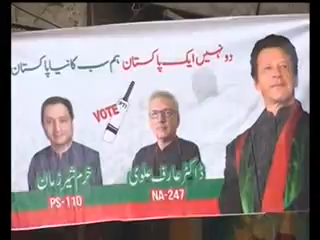 دو نہیں ایک پاکستان ہم سب کا نیا پاکستان
VOTE
خرم شیر زمان
PS-110
ڈاکٹر عارف علوی
NA-247